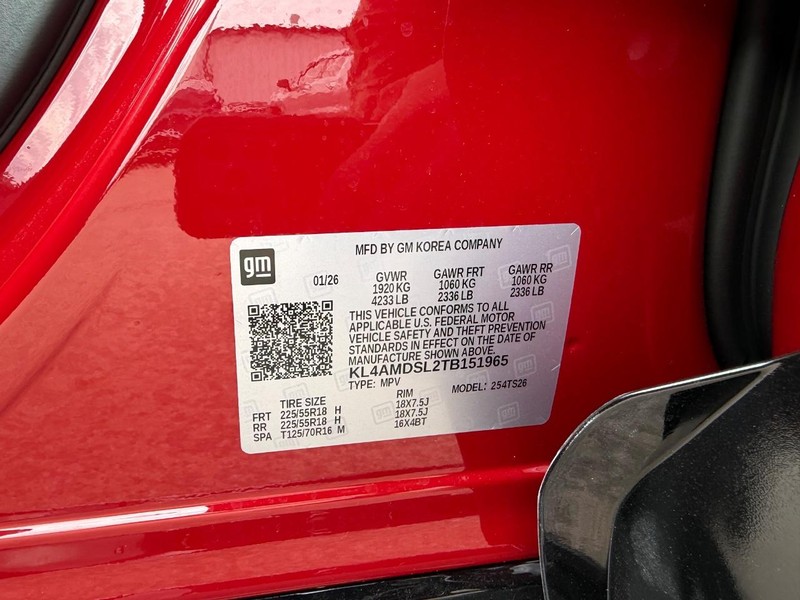 gm
MFD BY GM KOREA COMPANY
01/26
GVWR GAWR FRT GAWR RR
1920 KG 1060 KG 1060 KG
4233 LB 2336 LB 2336 LB
THIS VEHICLE CONFORMS TO ALL
APPLICABLE U.S. FEDERAL MOTOR
VEHICLE SAFETY AND THEFT PREVENTION
STANDARDS IN EFFECT ON THE DATE OF
MANUFACTURE SHOWN ABOVE.
KL4AMDSL2TB151965
TYPE: MPV MODEL: 254TS26
TIRE SIZE RIM
FRT 225/55R18 H 18X7.5J
RR 225/55R18 H 18X7.5J
SPA T125/70R16 M 16X4BT